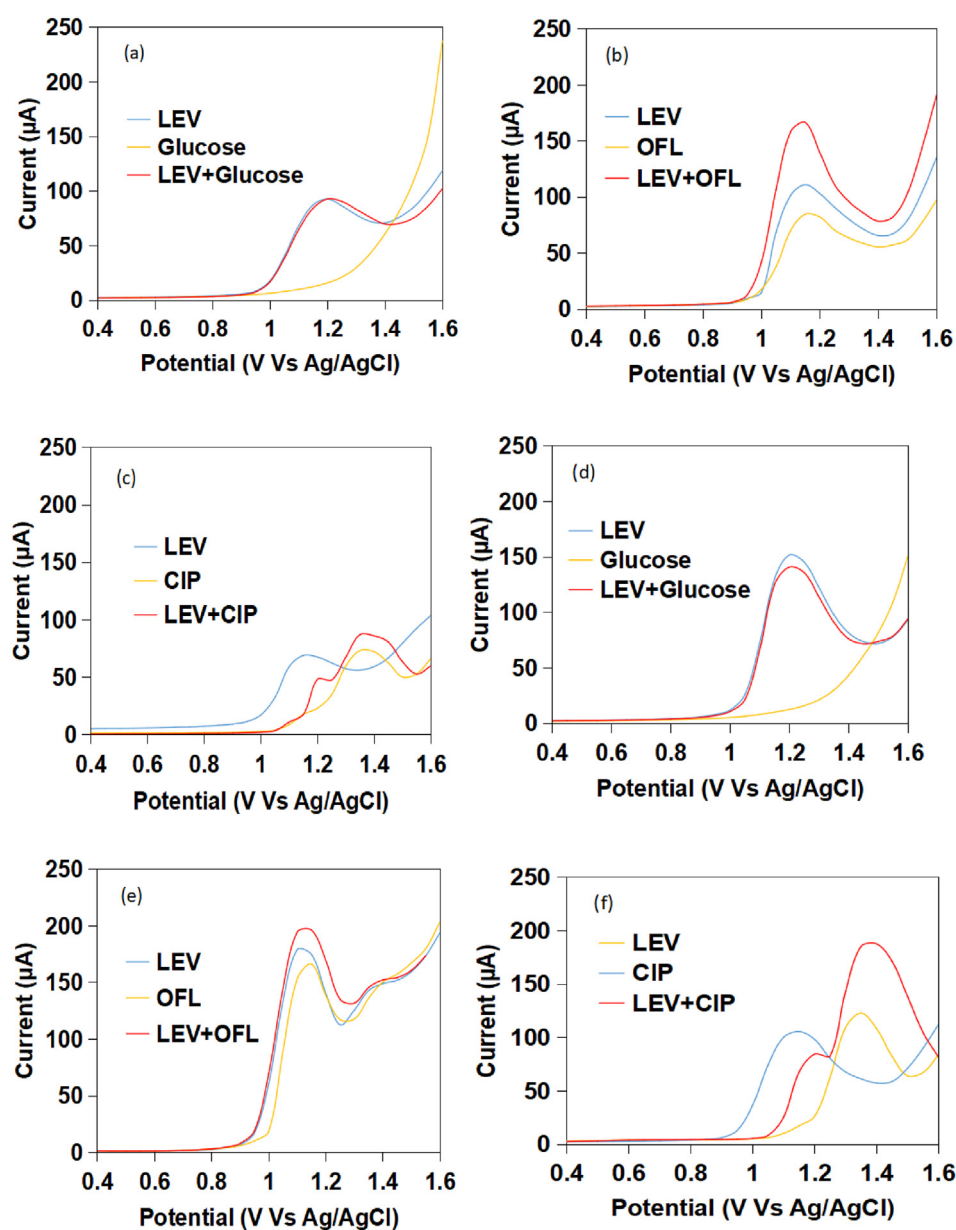 (a)
250
200
150
100
50
0
LEV
Glucose
LEV+Glucose
Current (µA)
0.4 0.6 0.8 1 1.2 1.4 1.6
Potential (V Vs Ag/AgCl)
(b)
250
200
150
100
50
0
LEV
OFL
LEV+OFL
Current (µA)
0.4 0.6 0.8 1 1.2 1.4 1.6
Potential (V Vs Ag/AgCl)
(c)
250
200
150
100
50
0
LEV
CIP
LEV+CIP
Current (µA)
0.4 0.6 0.8 1 1.2 1.4 1.6
Potential (V Vs Ag/AgCl)
(d)
250
200
150
100
50
0
LEV
Glucose
LEV+Glucose
Current (µA)
0.4 0.6 0.8 1 1.2 1.4 1.6
Potential (V Vs Ag/AgCl)
(e)
250
200
150
100
50
0
LEV
OFL
LEV+OFL
Current (µA)
0.4 0.6 0.8 1 1.2 1.4 1.6
Potential (V Vs Ag/AgCl)
(f)
250
200
150
100
50
0
LEV
CIP
LEV+CIP
Current (µA)
0.4 0.6 0.8 1 1.2 1.4 1.6
Potential (V Vs Ag/AgCl)